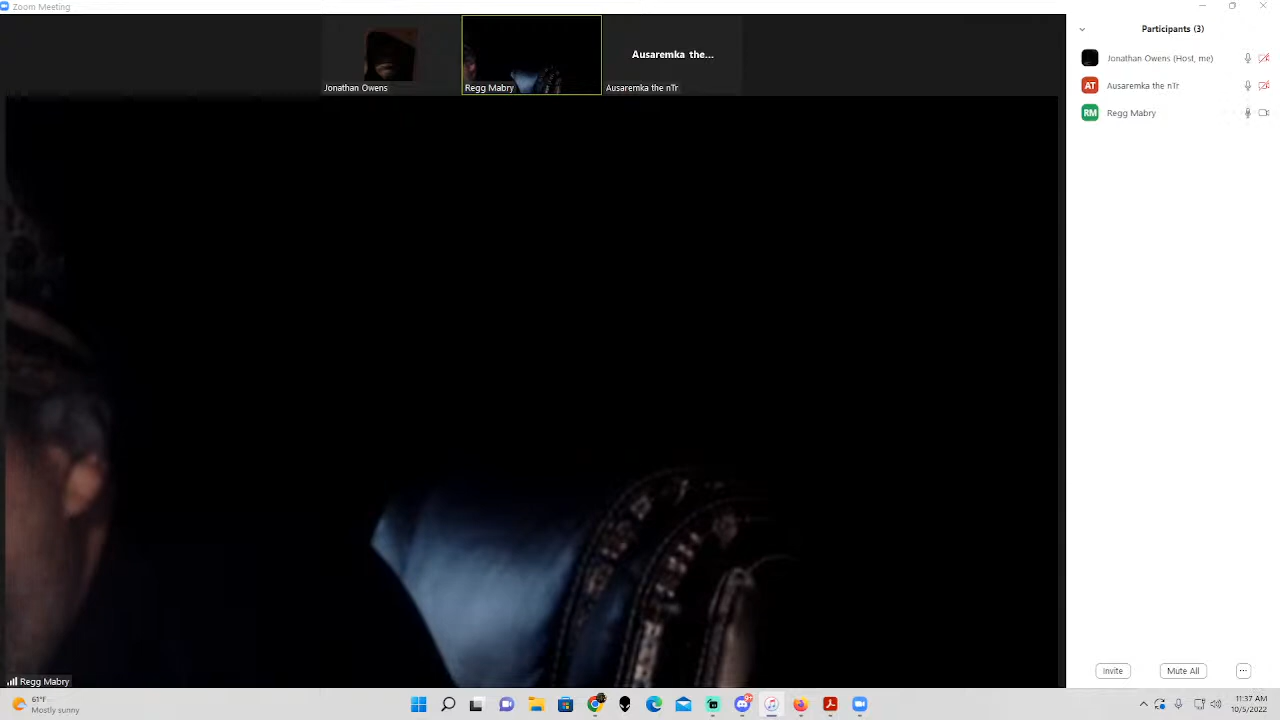 Zoom Meeting
Participants (3)
Jonathan Owens
Regg Mabry
Ausaremka the...
Ausaremka the nTr
Jonathan Owens (Host, me)
AT Ausaremka the nTr
RM Regg Mabry
Regg Mabry
Invite
Mute All
61°F
Mostly sunny
11:37 AM
10/5/2022